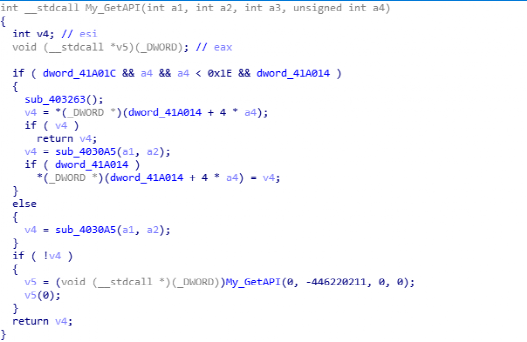 int __stdcall My_GetAPI(int a1, int a2, int a3, unsigned int a4)
{
int v4; // esi
void (__stdcall *v5)(_DWORD); // eax
if ( dword_41A01C && a4 && a4 < 0x1E && dword_41A014 )
{
sub_403263();
v4 = *(_DWORD *)(dword_41A014 + 4 * a4);
if ( v4 )
return v4;
v4 = sub_4030A5(a1, a2);
if ( dword_41A014 )
*(_DWORD *)(dword_41A014 + 4 * a4) = v4;
}
else
{
v4 = sub_4030A5(a1, a2);
}
if ( !v4 )
{
v5 = (void (__stdcall *)(_DWORD))My_GetAPI(0, -446220211, 0, 0);
v5(0);
}
return v4;
}